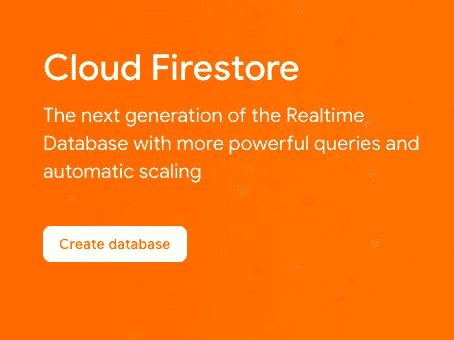 Cloud Firestore
The next generation of the Realtime
Database with more powerful queries and
automatic scaling
Create database